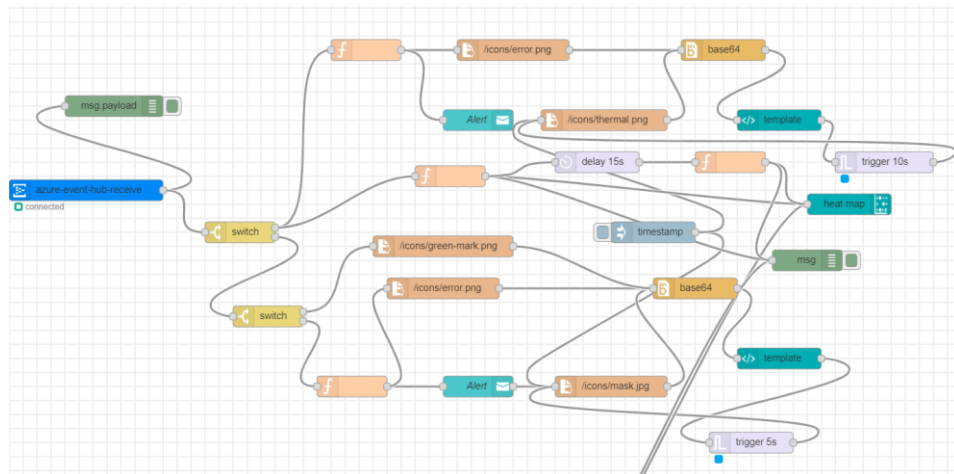 /icons/error.png
base64
msg.payload
Alert
/icons/thermal.png
template
delay 15s
trigger 10s
azure-event-hub-receive
connected
heat map
switch
timestamp
/icons/green-mark.png
msg
/icons/error.png
base64
switch
template
Alert
/icons/mask.jpg
trigger 5s